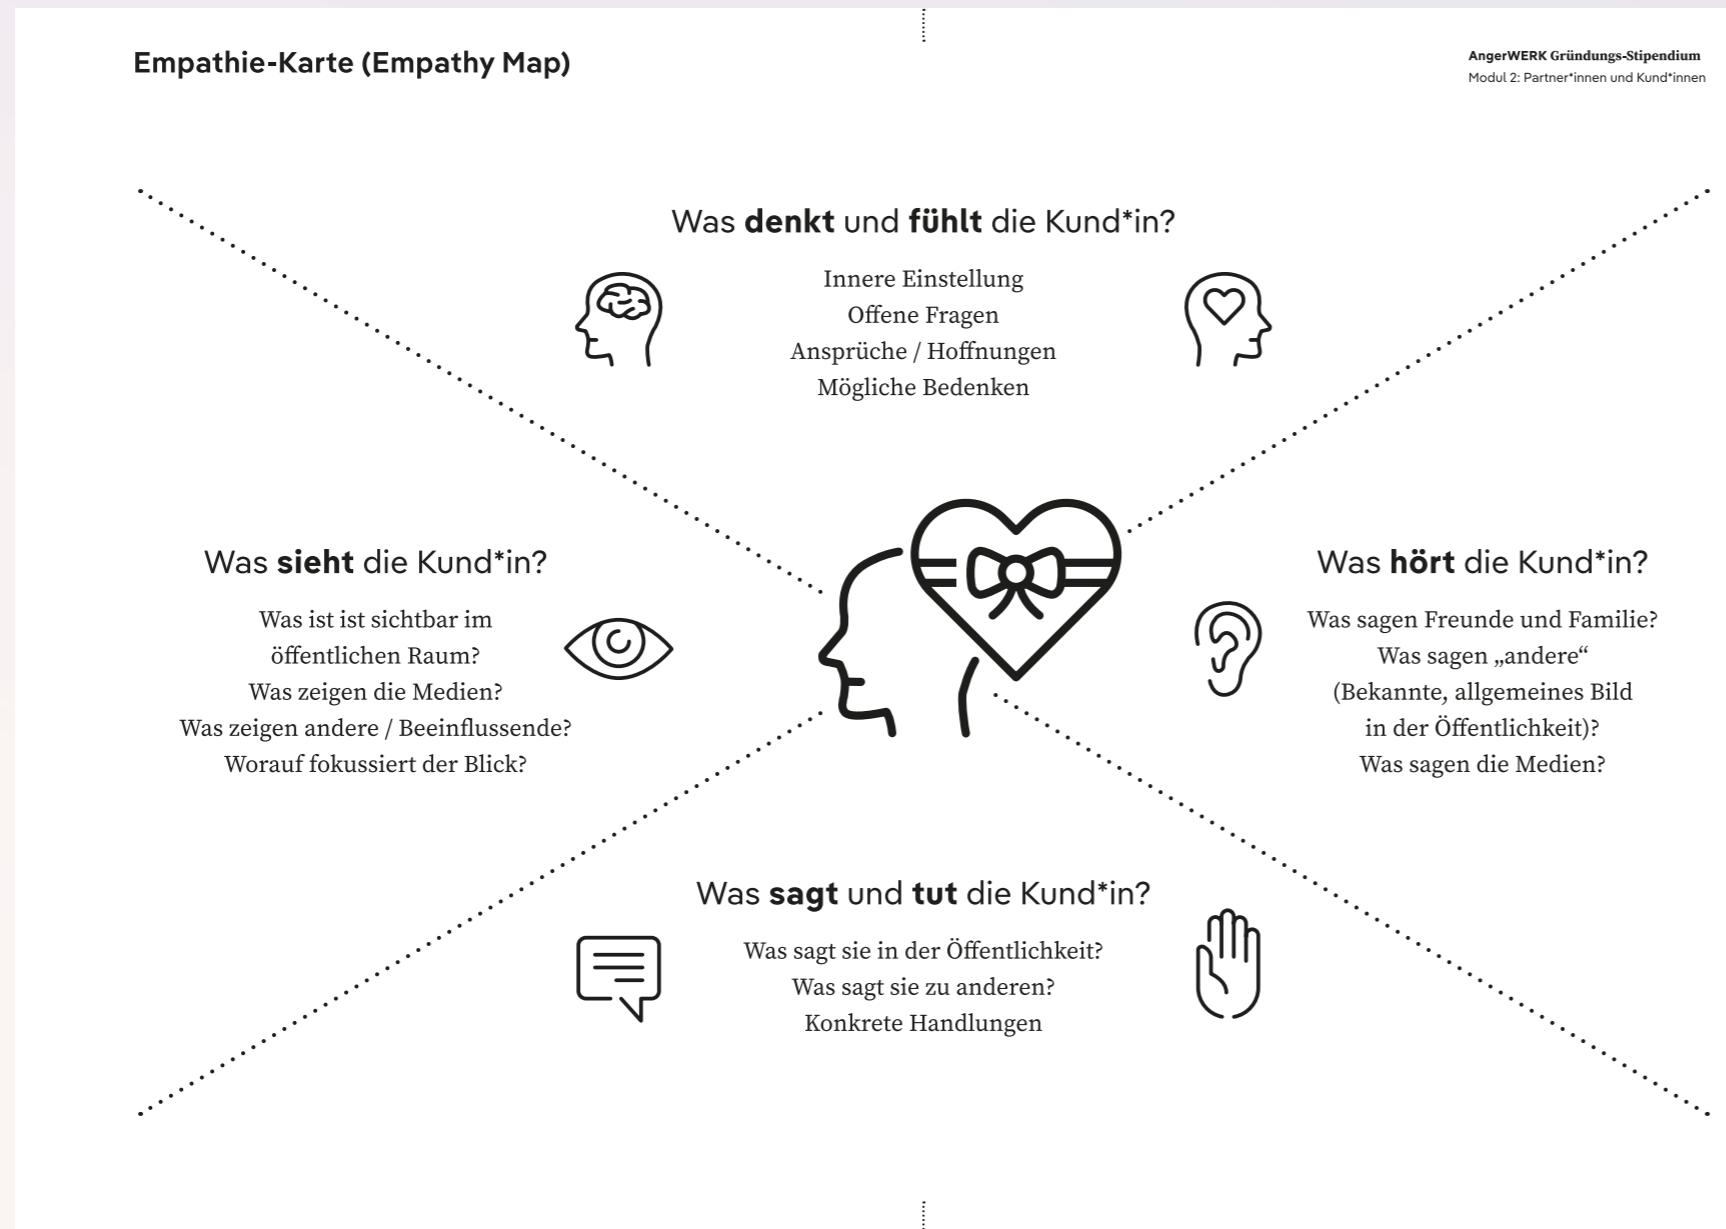 Empathie-Karte (Empathy Map)
AngerWERK Gründungs-Stipendium
Modul 2: Partner*innen und Kund*innen
Was denkt und fühlt die Kund*in?
Innere Einstellung
Offene Fragen
Ansprüche / Hoffnungen
Mögliche Bedenken
Was sieht die Kund*in?
Was ist ist sichtbar im
öffentlichen Raum?
Was zeigen die Medien?
Was zeigen andere / Beeinflussende?
Worauf fokussiert der Blick?
Was hört die Kund*in?
Was sagen Freunde und Familie?
Was sagen „andere“
(Bekannte, allgemeines Bild
in der Öffentlichkeit)?
Was sagen die Medien?
Was sagt und tut die Kund*in?
Was sagt sie in der Öffentlichkeit?
Was sagt sie zu anderen?
Konkrete Handlungen